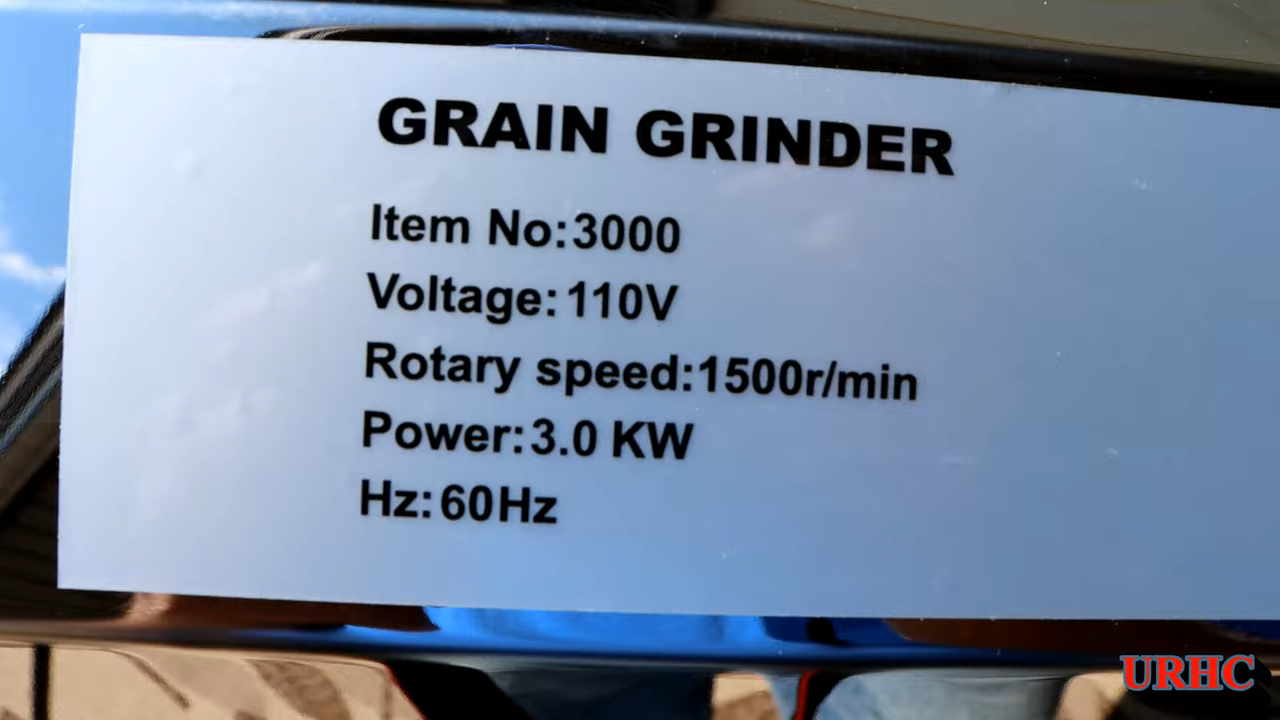 GRAIN GRINDER
Item No:3000
Voltage:110V
Rotary speed:1500r/min
Power:3.0 KW
Hz:60Hz
URHC